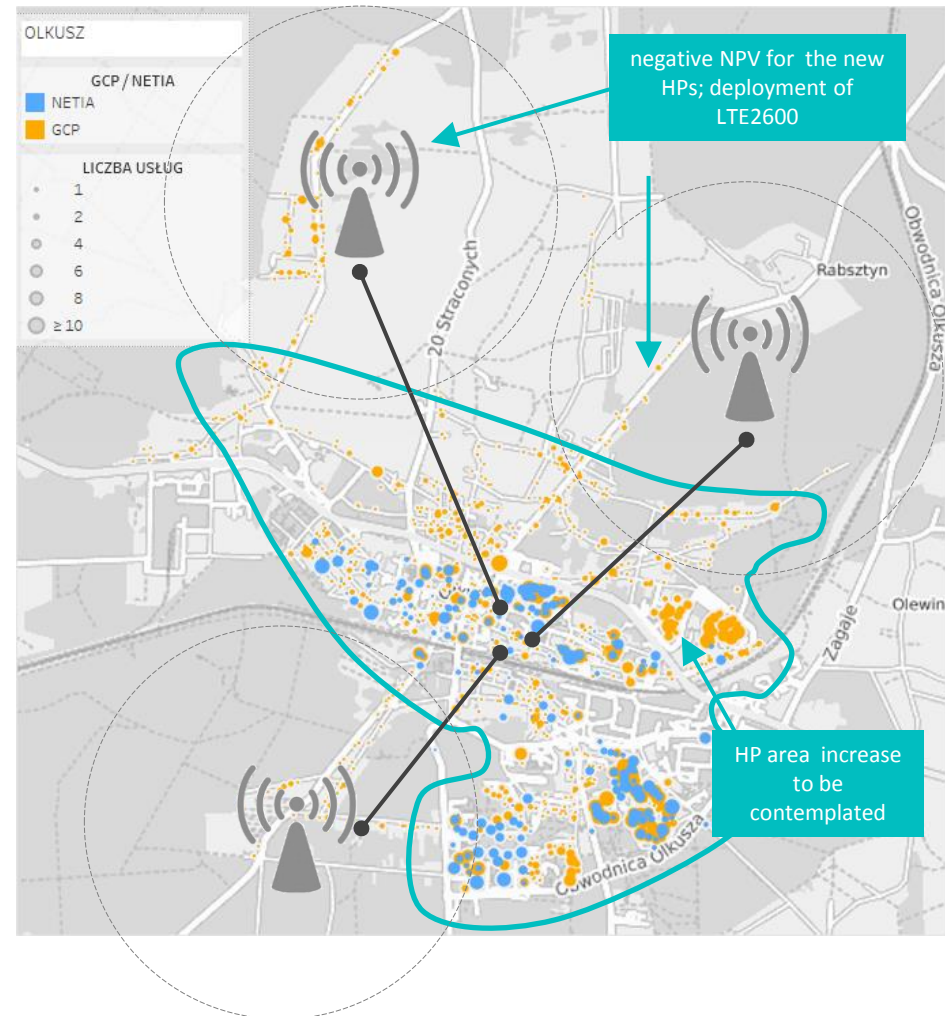 OLKUSZ
GCP / NETIA
NETIA
GCP
LICZBA USŁUG
1
2
4
6
8
≥ 10
negative NPV for the new
HPs; deployment of
LTE2600
20 Straconych
Rabsztyn
Obwodnica Olkusza
Olewin
Zagaje
HP area increase
to be
contemplated
Obwodnica Olkusza